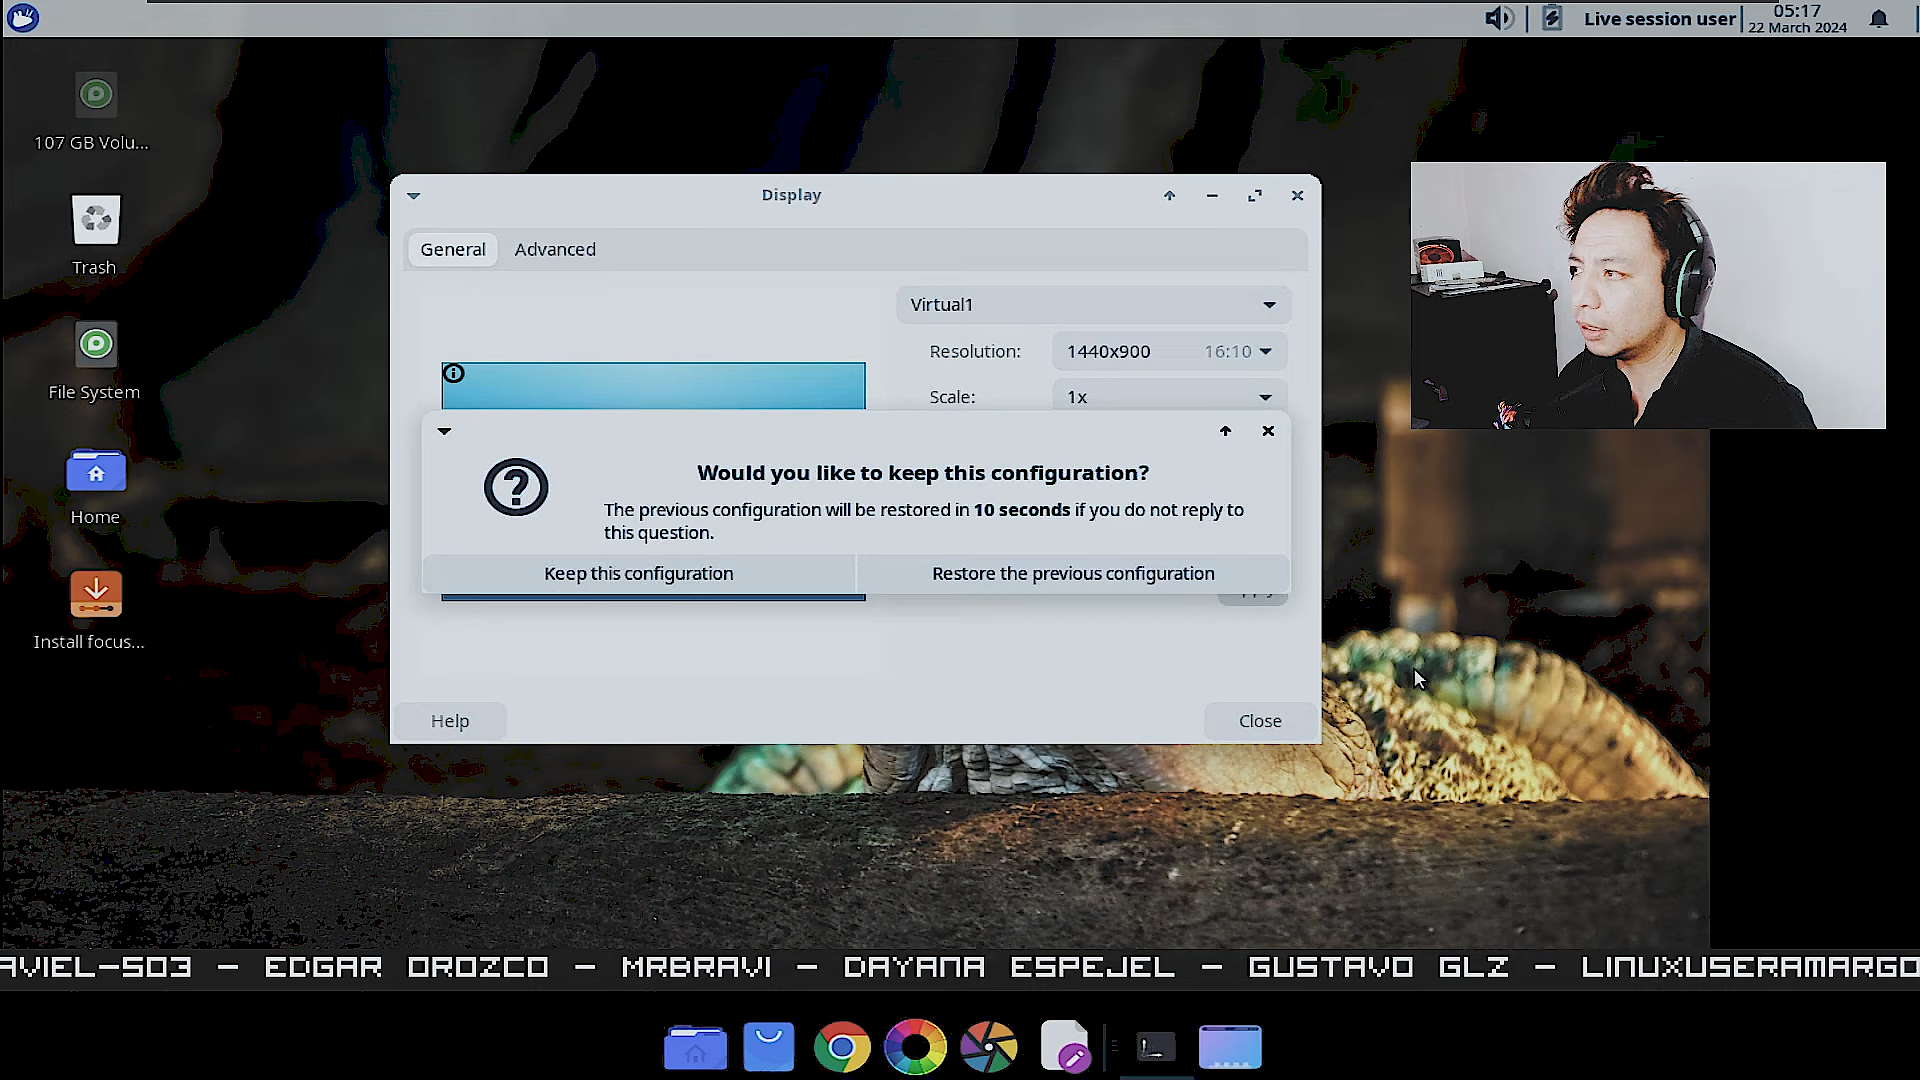 Live session user
05:17
22 March 2024
107 GB Volu...
Trash
File System
Home
Install focus...
Display
General Advanced
Virtual1
Resolution: 1440x900 16:10
Scale: 1x
Would you like to keep this configuration?
The previous configuration will be restored in 10 seconds if you do not reply to
this question.
Keep this configuration Restore the previous configuration
Help Close
AVIEL-503 - EDGAR OROZCO - MRBRAVI - DAYANA ESPEJEL - GUSTAVO GLZ - LINUXUSERAMARGO